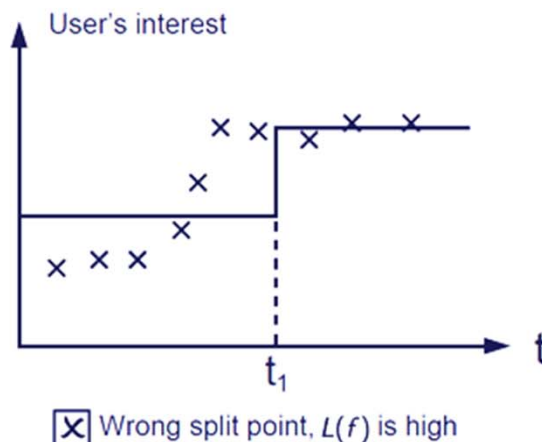 User's interest
t
t₁
☒ Wrong split point, L(f) is high